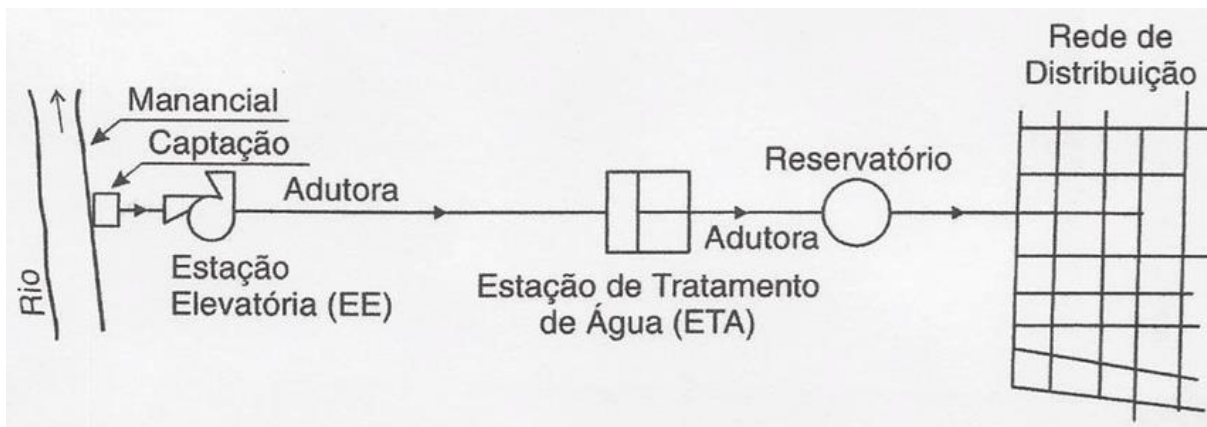 Rede de
Distribuição
Manancial
Captação
Reservatório
Adutora
Adutora
Rio
Estação
Elevatória (EE)
Estação de Tratamento
de Água (ETA)